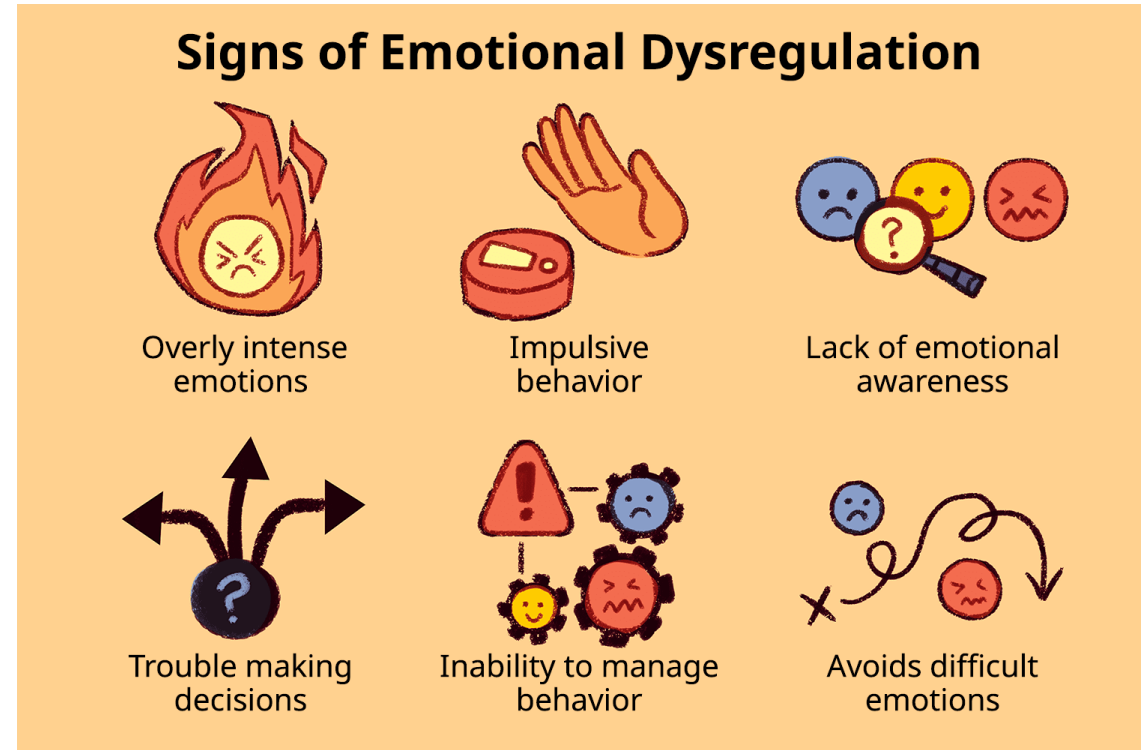 Signs of Emotional Dysregulation
Overly intense
emotions
Impulsive
behavior
?
Lack of emotional
awareness
?
Trouble making
decisions
!
Inability to manage
behavior
Avoids difficult
emotions